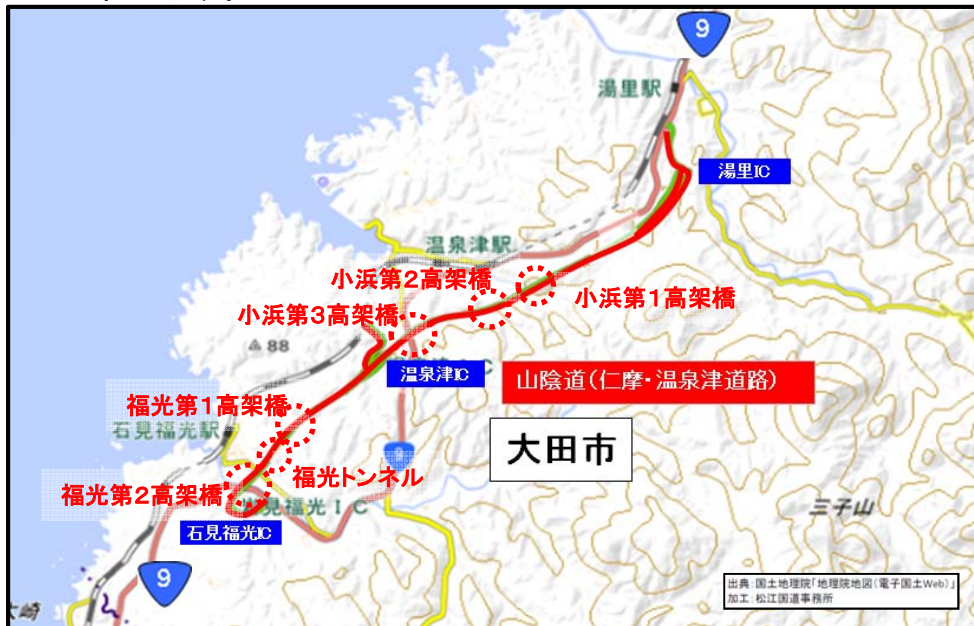 9
湯里駅
湯里IC
温泉津駅
小浜第2高架橋
小浜第1高架橋
小浜第3高架橋
88
温泉津IC
山陰道(仁摩・温泉津道路)
福光第1高架橋
石見福光駅
大田市
9
福光トンネル
福光第2高架橋
石見福光IC
石見福光IC
三子山
9
出典:国土地理院「地理院地図(電子国土Web)」
加工:松江国道事務所